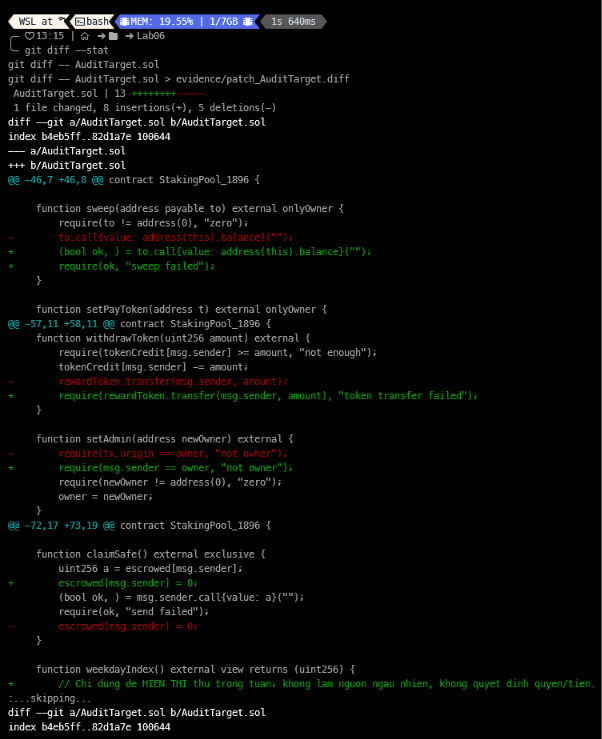 WSL at bash MEM: 19.55% | 1/7GB 1s 640ms
13:15 | Lab06
git diff --stat
git diff -- AuditTarget.sol
git diff -- AuditTarget.sol > evidence/patch_AuditTarget.diff
AuditTarget.sol | 13 ++++++++-----
1 file changed, 8 insertions(+), 5 deletions(-)
diff --git a/AuditTarget.sol b/AuditTarget.sol
index b4eb5ff..82d1a7e 100644
--- a/AuditTarget.sol
+++ b/AuditTarget.sol
@@ -46,7 +46,8 @@ contract StakingPool_1896 {
function sweep(address payable to) external onlyOwner {
require(to != address(0), "zero");
- to.call{value: address(this).balance}("");
+ (bool ok, ) = to.call{value: address(this).balance}("");
+ require(ok, "sweep failed");
}
function setPayToken(address t) external onlyOwner {
@@ -57,11 +58,11 @@ contract StakingPool_1896 {
function withdrawToken(uint256 amount) external {
require(tokenCredit[msg.sender] >= amount, "not enough");
tokenCredit[msg.sender] -= amount;
- rewardToken.transfer(msg.sender, amount);
+ require(rewardToken.transfer(msg.sender, amount), "token transfer failed");
}
function setAdmin(address newOwner) external {
- require(tx.origin == owner, "not owner");
+ require(msg.sender == owner, "not owner");
require(newOwner != address(0), "zero");
owner = newOwner;
}
@@ -72,17 +73,19 @@ contract StakingPool_1896 {
function claimSafe() external exclusive {
uint256 a = escrowed[msg.sender];
+ escrowed[msg.sender] = 0;
(bool ok, ) = msg.sender.call{value: a}("");
require(ok, "send failed");
- escrowed[msg.sender] = 0;
}
function weekdayIndex() external view returns (uint256) {
+ // Chi dung de HIEN THI thu trong tuan; khong lam nguon ngau nhien, khong quyet dinh quyen/tien.
:...skipping...
diff --git a/AuditTarget.sol b/AuditTarget.sol
index b4eb5ff..82d1a7e 100644